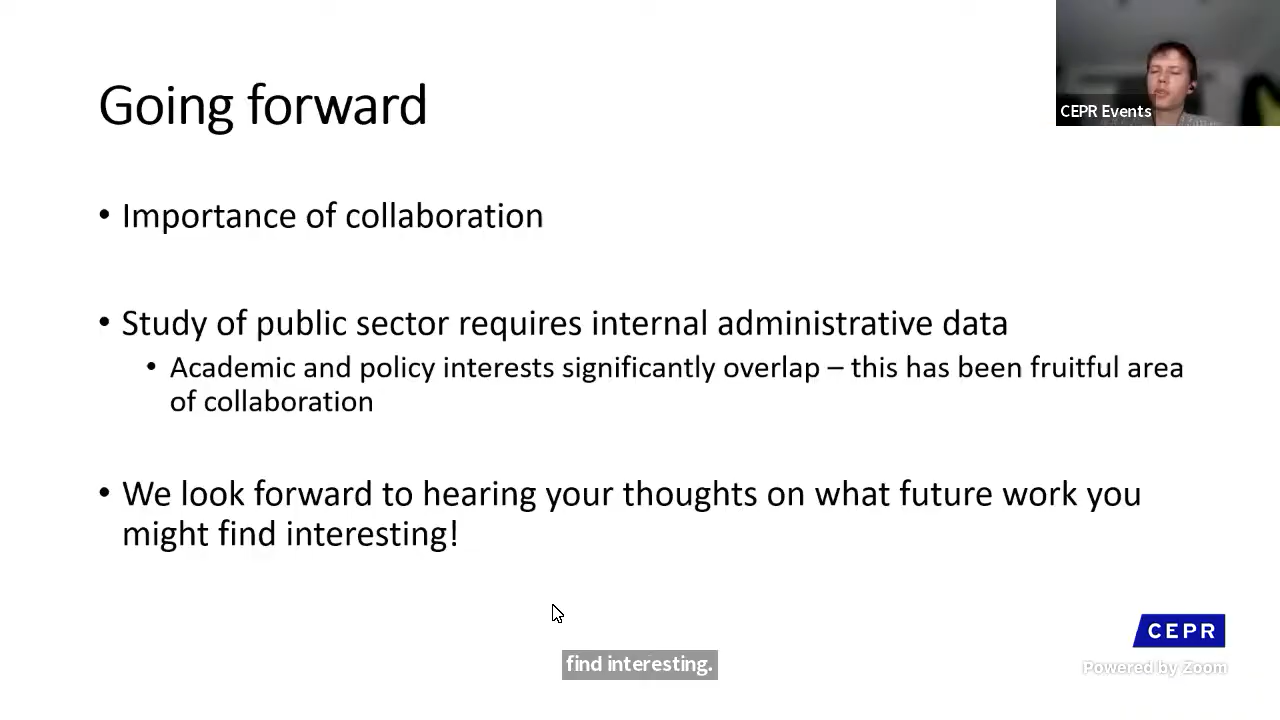 Going forward
CEPR Events
• Importance of collaboration
• Study of public sector requires internal administrative data
• Academic and policy interests significantly overlap – this has been fruitful area
of collaboration
• We look forward to hearing your thoughts on what future work you
might find interesting!
CEPR
find interesting.
Powered by Zoom